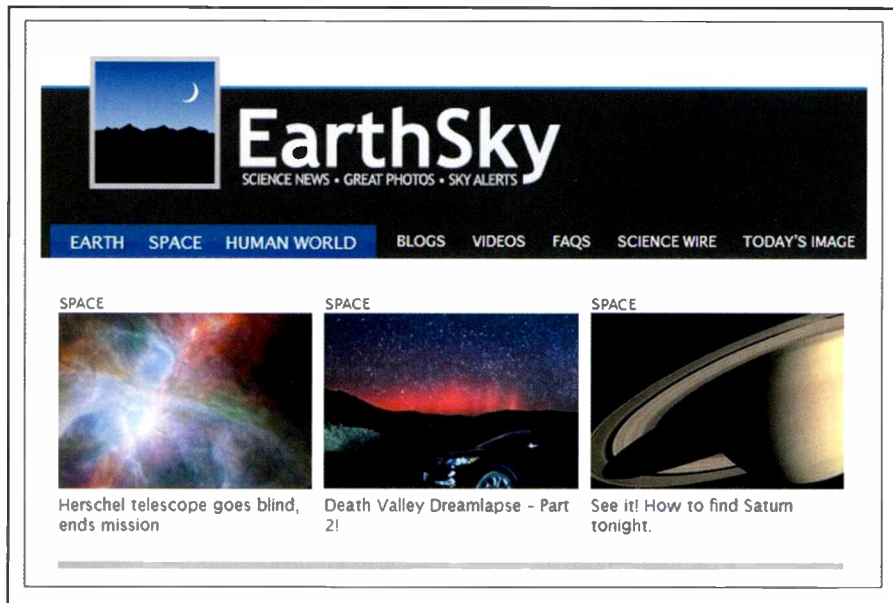 EarthSky
SCIENCE NEWS • GREAT PHOTOS • SKY ALERTS
EARTH SPACE HUMAN WORLD BLOGS VIDEOS FAQS SCIENCE WIRE TODAY'S IMAGE
SPACE SPACE SPACE
Herschel telescope goes blind,
ends mission
Death Valley Dreamlapse - Part
2!
See it! How to find Saturn
tonight.